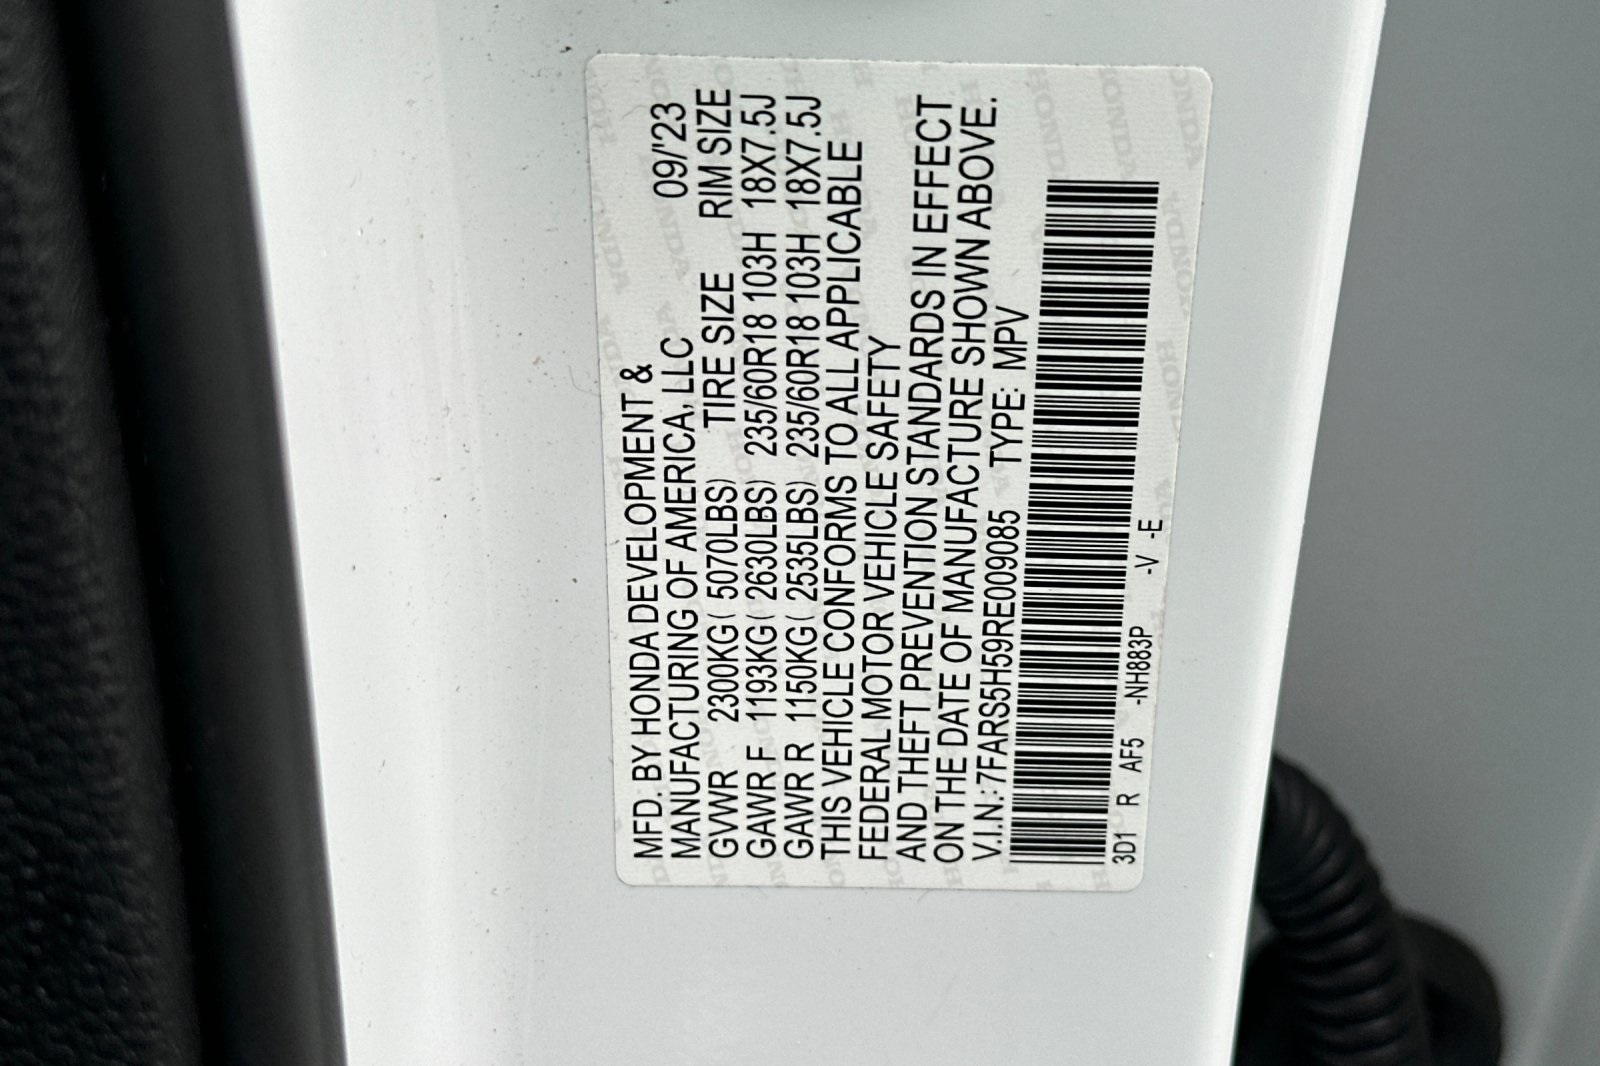 MFD. BY HONDA DEVELOPMENT &
MANUFACTURING OF AMERICA, LLC 09/'23
GVWR 2300KG( 5070LBS) TIRE SIZE RIM SIZE
GAWR F 1193KG( 2630LBS) 235/60R18 103H 18X7.5J
GAWR R 1150KG( 2535LBS) 235/60R18 103H 18X7.5J
THIS VEHICLE CONFORMS TO ALL APPLICABLE
FEDERAL MOTOR VEHICLE SAFETY
AND THEFT PREVENTION STANDARDS IN EFFECT
ON THE DATE OF MANUFACTURE SHOWN ABOVE.
V.I.N.: 7FARS5H59RE009085 TYPE: MPV
3D1 R AF5 -NH883P -V -E